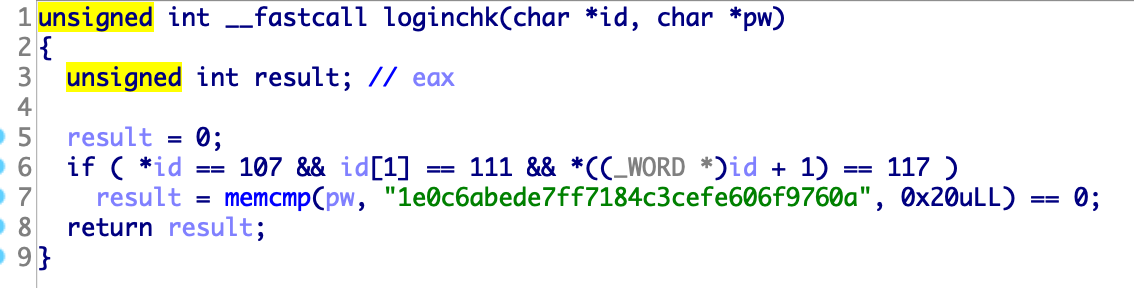 1 unsigned int __fastcall loginchk(char *id, char *pw)
2 {
3   unsigned int result; // eax
4
5   result = 0;
6   if ( *id == 107 && id[1] == 111 && *((_WORD *)id + 1) == 117 )
7     result = memcmp(pw, "1e0c6abede7ff7184c3cefe606f9760a", 0x20uLL) == 0;
8   return result;
9 }